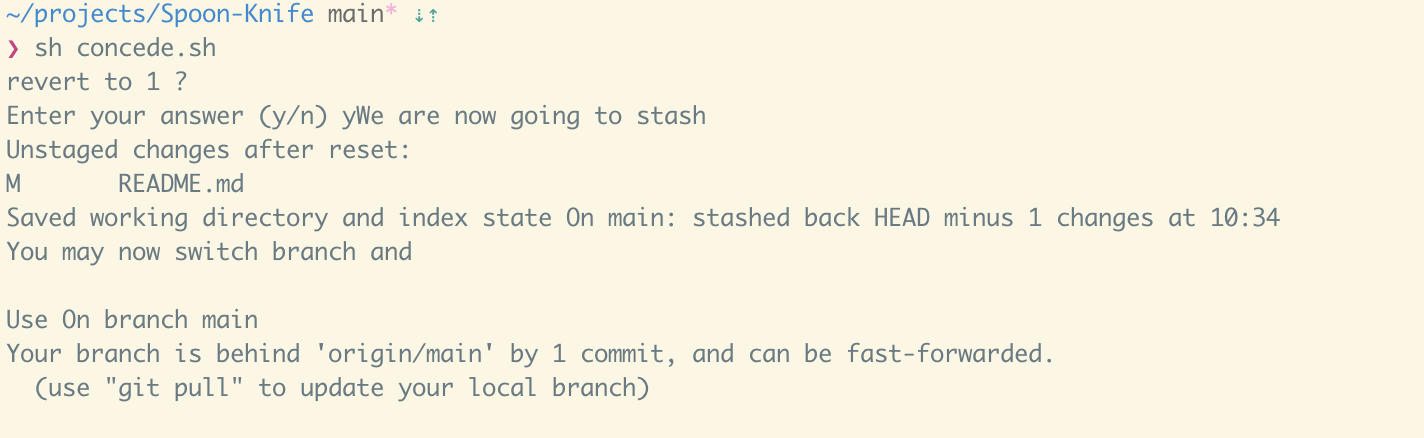 ~/projects/Spoon-Knife main* ⇣⇡
❯ sh concede.sh
revert to 1 ?
Enter your answer (y/n) yWe are now going to stash
Unstaged changes after reset:
M       README.md
Saved working directory and index state On main: stashed back HEAD minus 1 changes at 10:34
You may now switch branch and
Use On branch main
Your branch is behind 'origin/main' by 1 commit, and can be fast-forwarded.
  (use "git pull" to update your local branch)